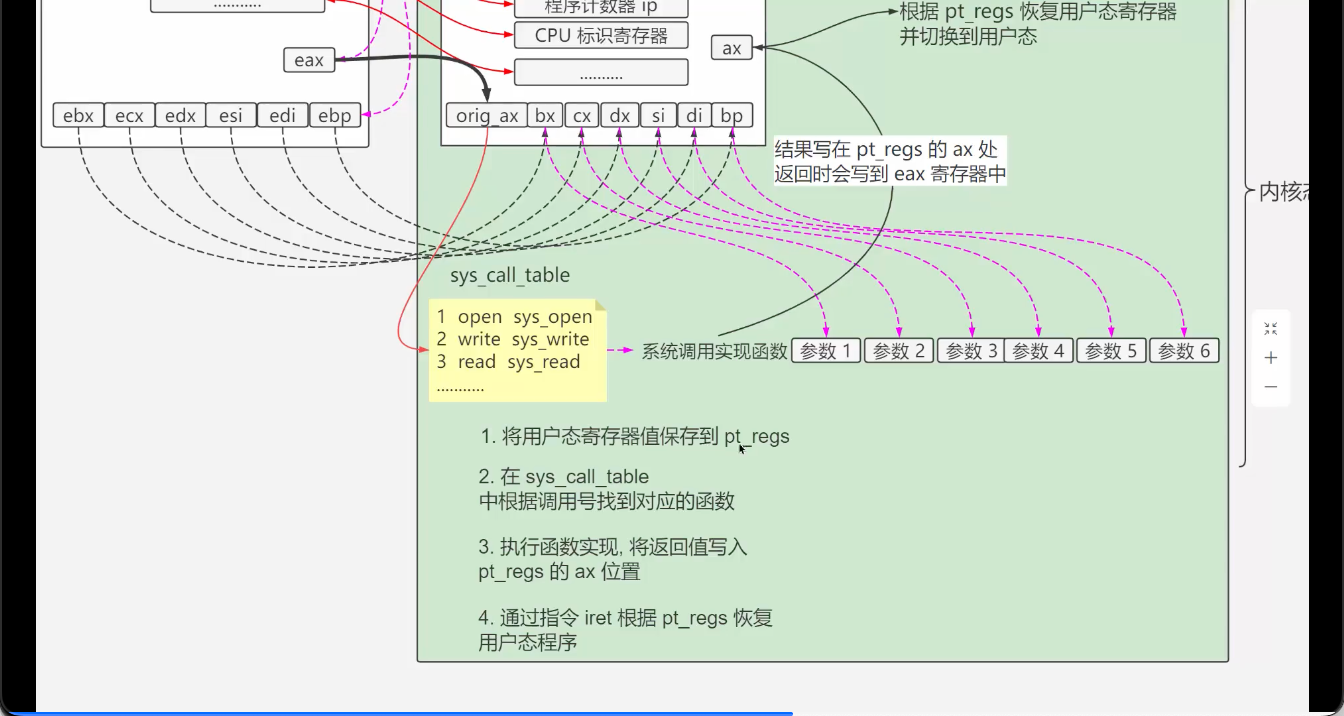 ...........
程序计数器 ip
CPU 标识寄存器
..........
eax
ax
ebx ecx edx esi edi ebp
orig_ax bx cx dx si di bp
根据 pt_regs 恢复用户态寄存器
并切换到用户态
结果写在 pt_regs 的 ax 处
返回时会写到 eax 寄存器中
内核态
sys_call_table
1 open sys_open
2 write sys_write
3 read sys_read
...........
系统调用实现函数 参数 1 参数 2 参数 3 参数 4 参数 5 参数 6
1. 将用户态寄存器值保存到 pt_regs
2. 在 sys_call_table
中根据调用号找到对应的函数
3. 执行函数实现, 将返回值写入
pt_regs 的 ax 位置
4. 通过指令 iret 根据 pt_regs 恢复
用户态程序